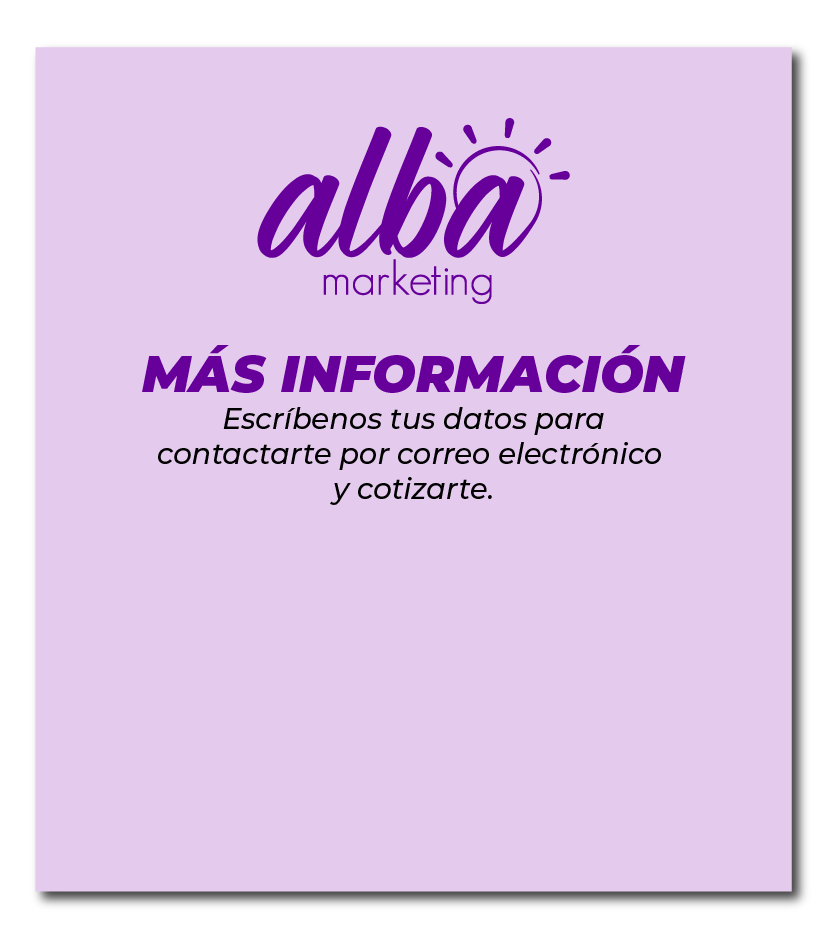 alba
marketing
MÁS INFORMACIÓN
Escríbenos tus datos para
contactarte por correo electrónico
y cotizarte.